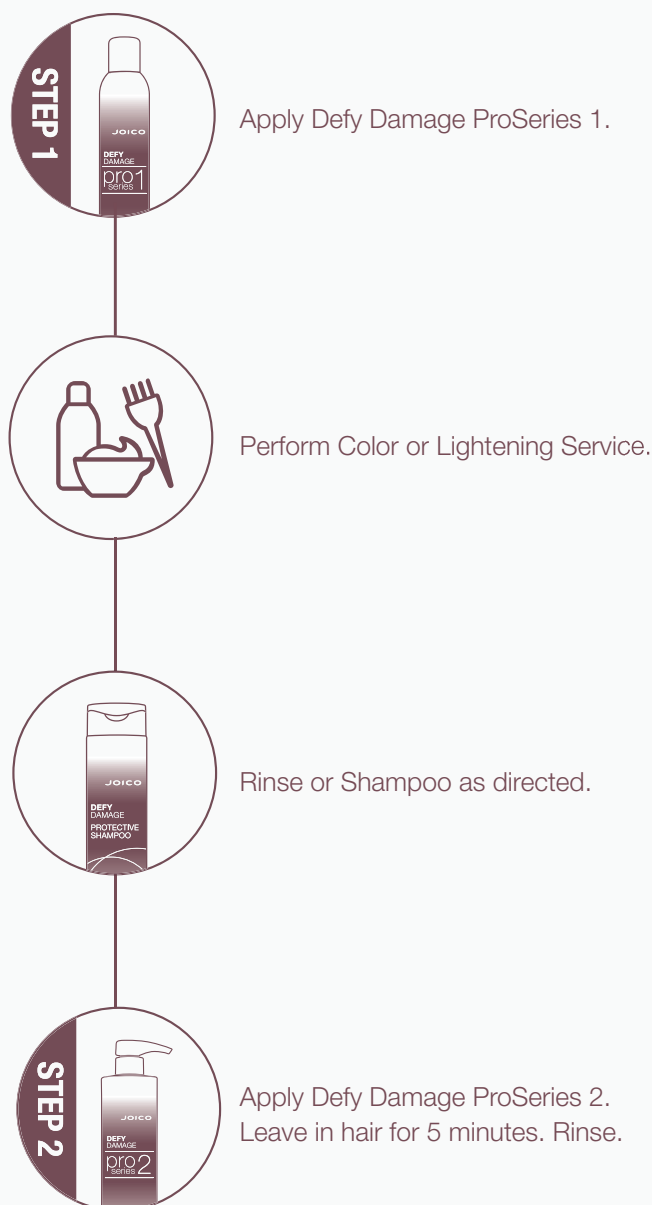 STEP 1
JOICO
DEFY
DAMAGE
pro1
series
Apply Defy Damage ProSeries 1.
Perform Color or Lightening Service.
JOICO
DEFY
DAMAGE
PROTECTIVE
SHAMPOO
Rinse or Shampoo as directed.
STEP 2
JOICO
DEFY
DAMAGE
pro2
series
Apply Defy Damage ProSeries 2.
Leave in hair for 5 minutes. Rinse.